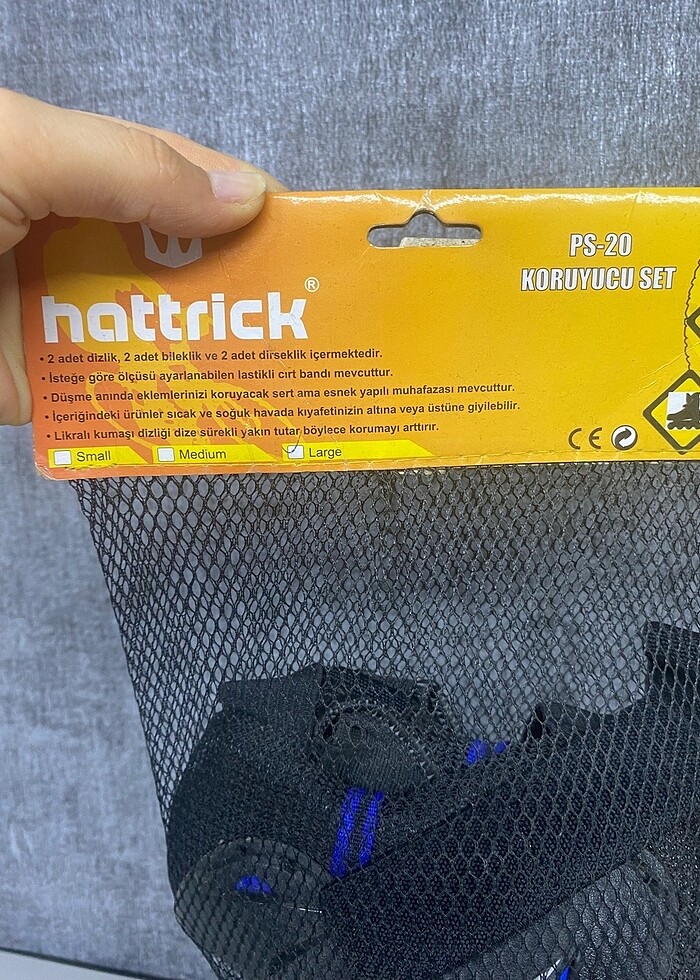 hattrick®
PS-20
KORUYUCU SET
• 2 adet dizlik, 2 adet bileklik ve 2 adet dirseklik içermektedir.
• İsteğe göre ölçüsü ayarlanabilen lastikli cırt bandı mevcuttur.
• Düşme anında eklemlerinizi koruyacak sert ama esnek yapılı muhafazası mevcuttur.
• İçeriğindeki ürünler sıcak ve soğuk havada kıyafetinizin altına veya üstüne giyilebilir.
• Likralı kumaşı dizliği dize sürekli yakın tutar böylece korumayı arttırır.
Small Medium Large
CE